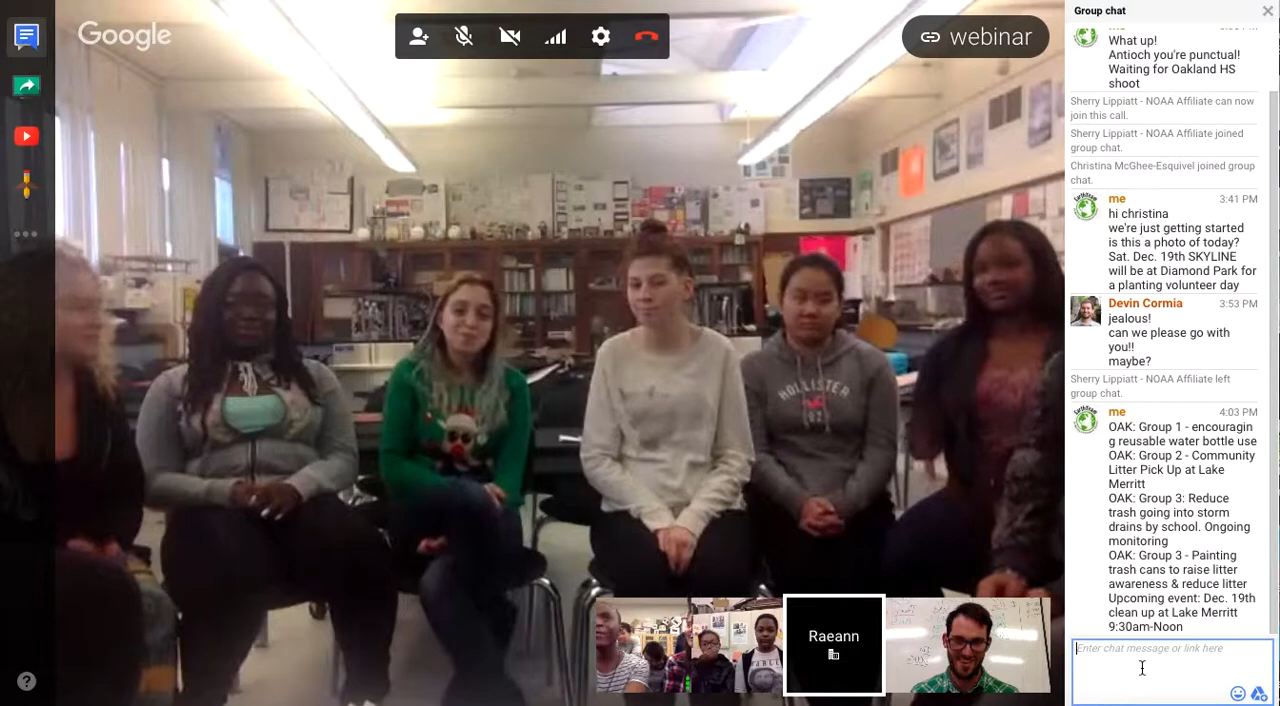 Google
webinar
Group chat
What up!
Antioch you're punctual!
Waiting for Oakland HS
shoot
Sherry Lippiatt - NOAA Affiliate can now
join this call.
Sherry Lippiatt - NOAA Affiliate joined
group chat.
Christina McGhee-Esquivel joined group
chat.
me 3:41 PM
hi christina
we're just getting started
is this a photo of today?
Sat. Dec. 19th SKYLINE
will be at Diamond Park for
a planting volunteer day
Devin Cormia 3:53 PM
jealous!
can we please go with
you!!
maybe?
Sherry Lippiatt - NOAA Affiliate left
group chat.
me 4:03 PM
OAK: Group 1 - encouragin
g reusable water bottle use
OAK: Group 2 - Community
Litter Pick Up at Lake
Merritt
OAK: Group 3: Reduce
trash going into storm
drains by school. Ongoing
monitoring
OAK: Group 3 - Painting
trash cans to raise litter
awareness & reduce litter
Upcoming event: Dec. 19th
clean up at Lake Merritt
9:30am-Noon
Enter chat message or link here
HOLLISTER
Raeann
?